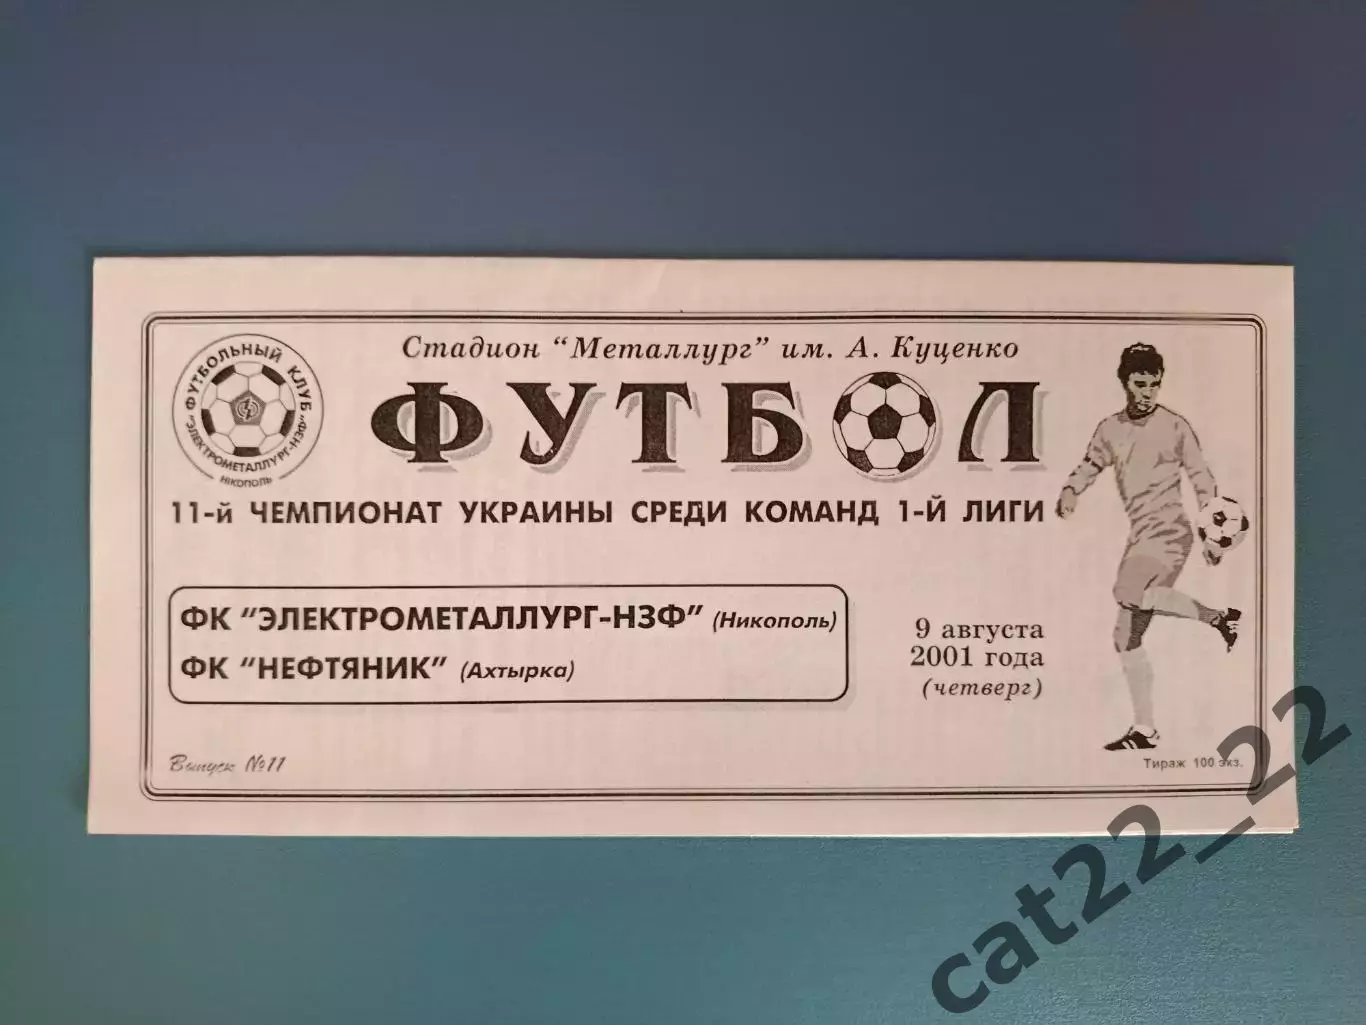 Стадион "Металлург" им. А. Куценко
ФУТБОЛЬНЫЙ КЛУБ
"ЭЛЕКТРОМЕТАЛЛУРГ-НЗФ"
НІКОПОЛЬ
ФУТБОЛ
11-й ЧЕМПИОНАТ УКРАИНЫ СРЕДИ КОМАНД 1-Й ЛИГИ
ФК "ЭЛЕКТРОМЕТАЛЛУРГ-НЗФ" (Никополь)
ФК "НЕФТЯНИК" (Ахтырка)
9 августа
2001 года
(четверг)
Выпуск №11
Тираж 100 экз.
cat22_22